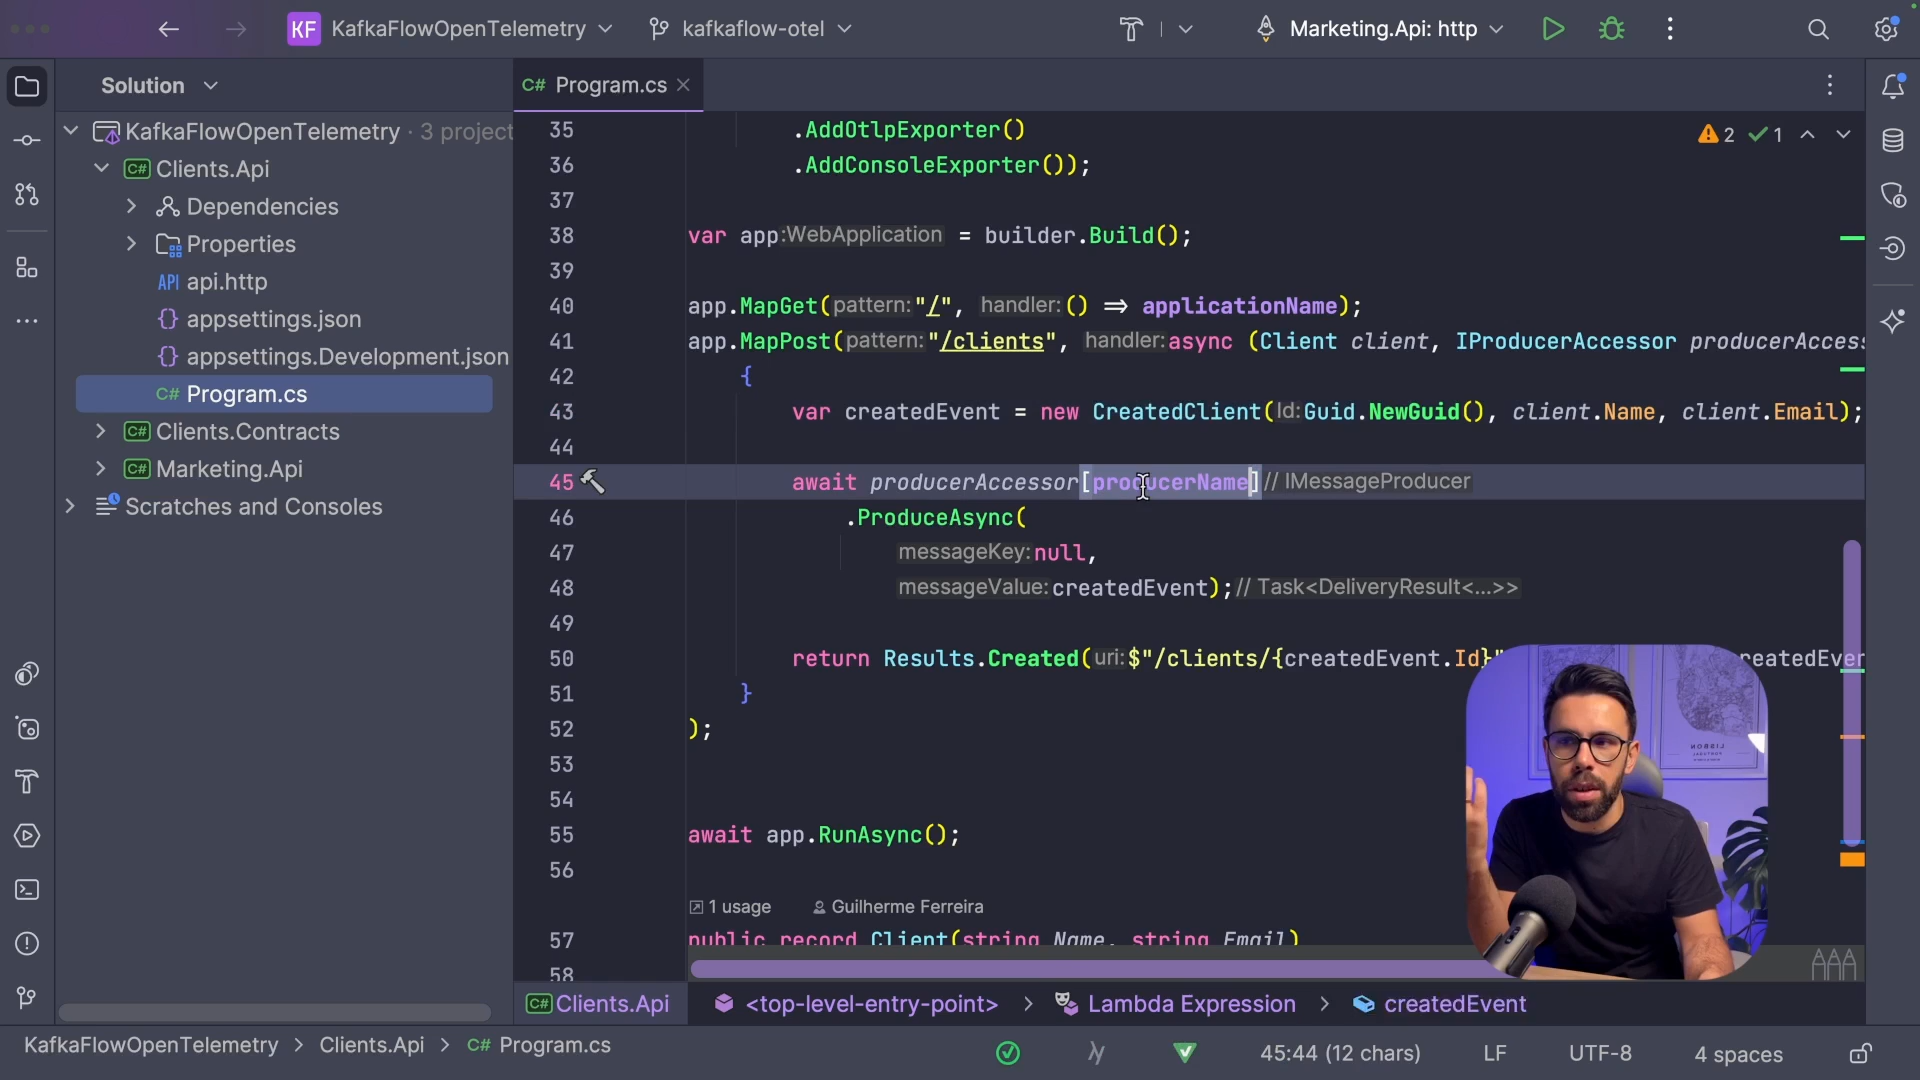 KF KafkaFlowOpenTelemetry kafkaflow-otel Marketing.Api: http
Solution
KafkaFlowOpenTelemetry · 3 project
Clients.Api
Dependencies
Properties
API api.http
{} appsettings.json
{} appsettings.Development.json
C# Program.cs
C# Clients.Contracts
C# Marketing.Api
Scratches and Consoles
C# Program.cs
2 1
35 .AddOtlpExporter()
36 .AddConsoleExporter());
37
38 var app:WebApplication = builder.Build();
39
40 app.MapGet(pattern:"/", handler:() => applicationName);
41 app.MapPost(pattern:"/clients", handler:async (Client client, IProducerAccessor producerAccess
42 {
43 var createdEvent = new CreatedClient(Id:Guid.NewGuid(), client.Name, client.Email);
44
45 await producerAccessor[producerName]// IMessageProducer
46 .ProduceAsync(
47 messageKey:null,
48 messageValue:createdEvent);// Task<DeliveryResult<...>>
49
50 return Results.Created(uri:$"/clients/{createdEvent.Id}" reatedEver
51 }
52 );
53
54
55 await app.RunAsync();
56
1 usage Guilherme Ferreira
57 public record Client(string Name, string Email)
58
LISBON
PORTUGAL
C# Clients.Api <top-level-entry-point> > Lambda Expression > createdEvent
KafkaFlowOpenTelemetry > Clients.Api > C# Program.cs 45:44 (12 chars) LF UTF-8 4 spaces